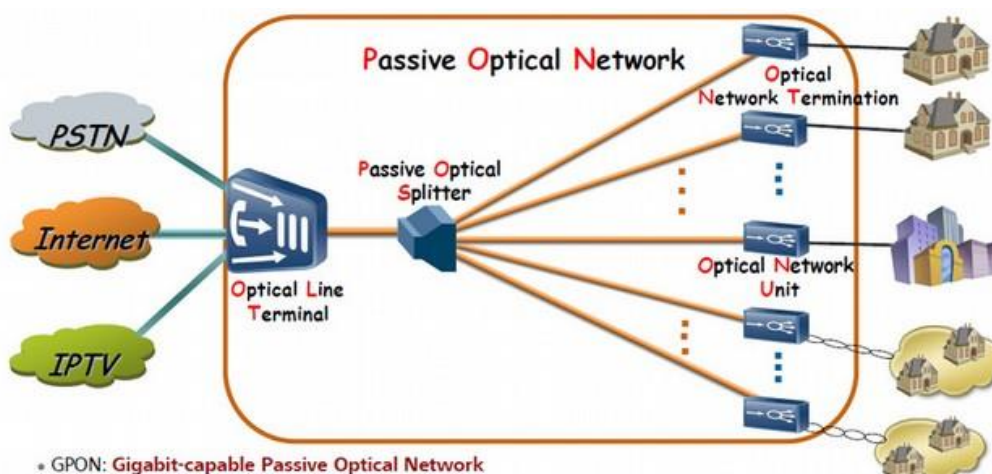 Passive Optical Network
Optical
Network Termination
PSTN
Passive Optical
Splitter
Internet
Optical Line
Terminal
Optical Network
Unit
IPTV
• GPON: Gigabit-capable Passive Optical Network